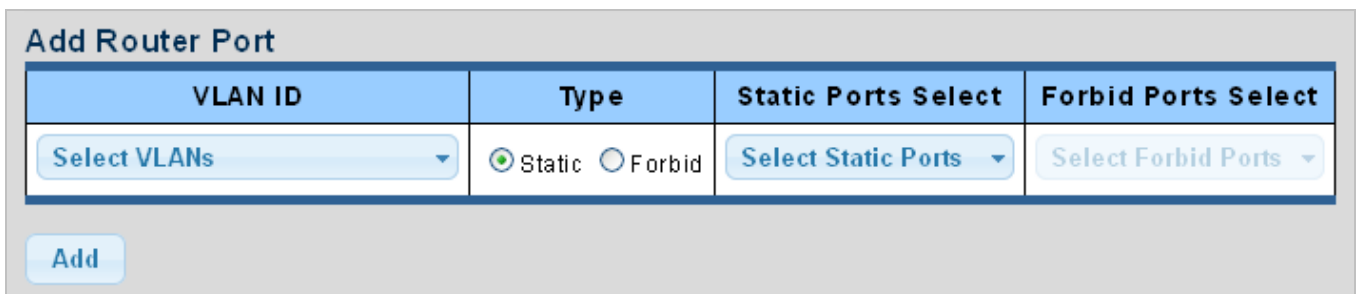 Add Router Port
VLAN ID Type Static Ports Select Forbid Ports Select
Select VLANs Static Forbid Select Static Ports Select Forbid Ports
Add